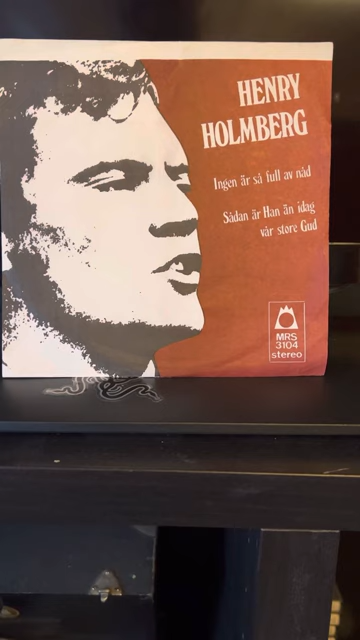 HENRY
HOLMBERG
Ingen är så full av nåd
Sådan är Han än idag
vår store Gud
MRS
3104
stereo